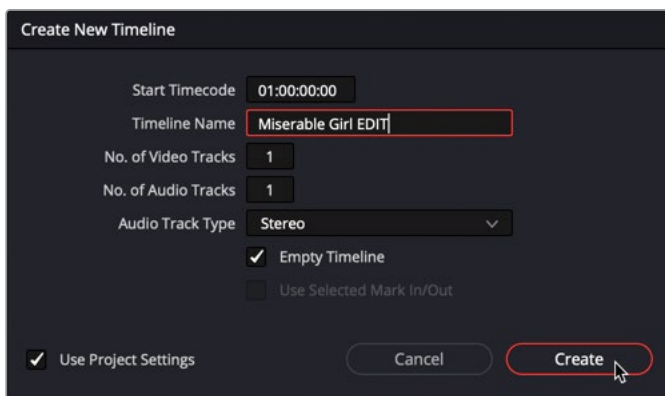 Create New Timeline
Start Timecode 01:00:00:00
Timeline Name Miserable Girl EDIT
No. of Video Tracks 1
No. of Audio Tracks 1
Audio Track Type Stereo
Empty Timeline
Use Selected Mark In/Out
Use Project Settings Cancel Create